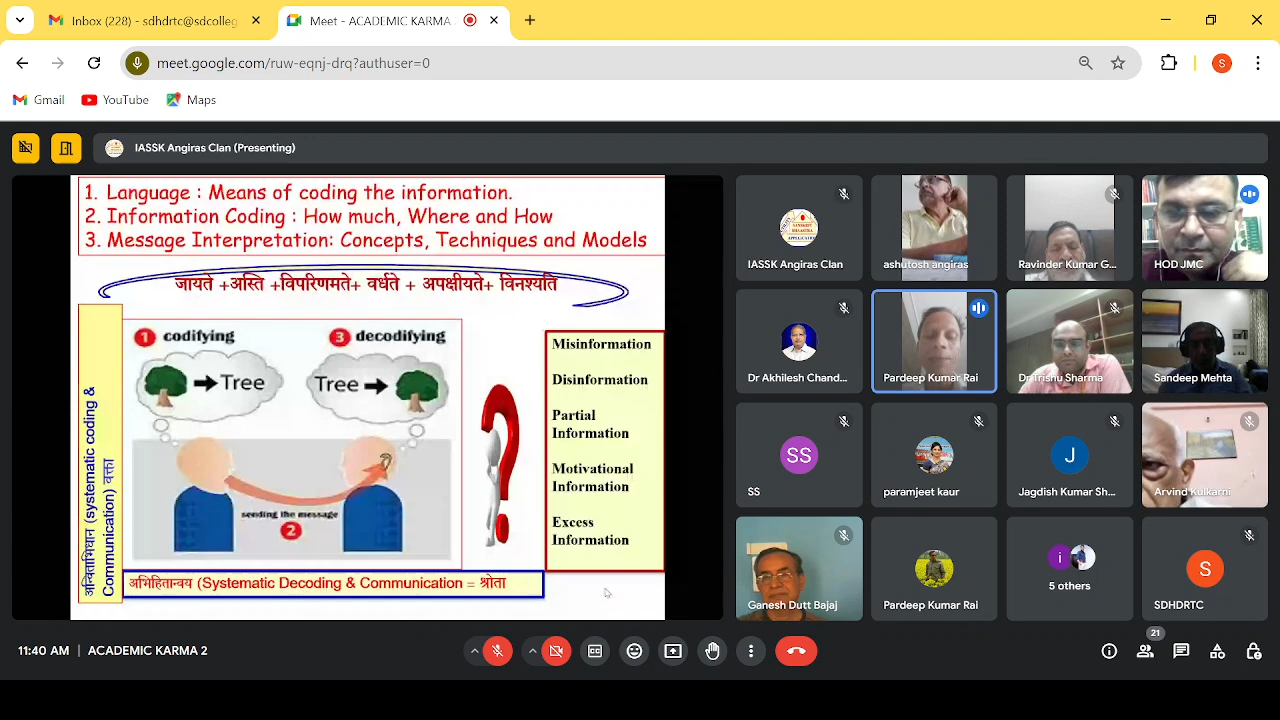 Inbox (228) - sdhdrtc@sdcolleg
Meet - ACADEMIC KARMA
meet.google.com/ruw-eqnj-drq?authuser=0
Gmail
YouTube
Maps
S
IASSK Angiras Clan (Presenting)
1. Language : Means of coding the information.
2. Information Coding : How much, Where and How
3. Message Interpretation: Concepts, Techniques and Models
जायते +अस्ति +विपरिणमते+ वर्धते + अपक्षीयते+ विनश्यति
अन्विताभिधान (systematic coding &
Communication) वक्ता
1 codifying
3 decodifying
Tree
Tree
sending the message
2
Misinformation
Disinformation
Partial
Information
Motivational
Information
Excess
Information
अभिहितान्वय (Systematic Decoding & Communication = श्रोता
IASSK Angiras Clan
ashutosh angiras
Ravinder Kumar G...
HOD JMC
Dr Akhilesh Chand...
Pardeep Kumar Rai
Dr Irishu Sharma
Sandeep Mehta
SS
SS
paramjeet kaur
J
Jagdish Kumar Sh...
Arvind Kulkarni
Ganesh Dutt Bajaj
Pardeep Kumar Rai
i
5 others
S
SDHDRTC
11:40 AM | ACADEMIC KARMA 2
21